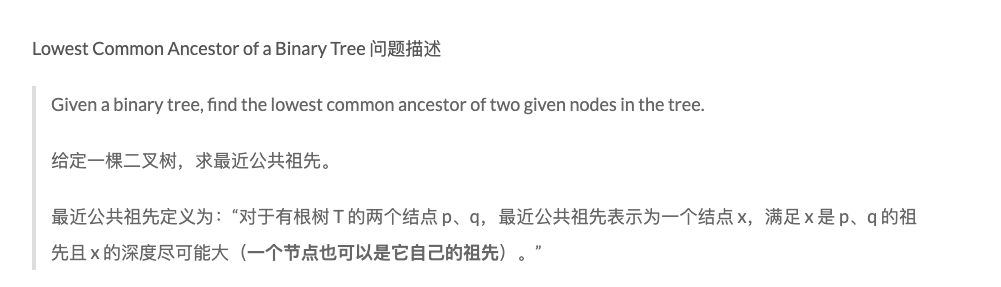 Lowest Common Ancestor of a Binary Tree 问题描述
Given a binary tree, find the lowest common ancestor of two given nodes in the tree.
给定一棵二叉树，求最近公共祖先。
最近公共祖先定义为：“对于有根树 T 的两个结点 p、q，最近公共祖先表示为一个结点 x，满足 x 是 p、q 的祖
先且 x 的深度尽可能大（一个节点也可以是它自己的祖先）。”